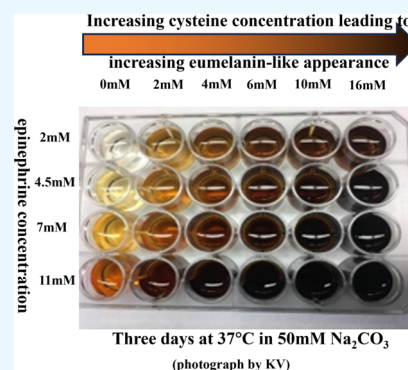 Increasing cysteine concentration leading to
increasing eumelanin-like appearance
0mM 2mM 4mM 6mM 10mM 16mM
epinephrine concentration
2mM
4.5mM
7mM
11mM
Three days at 37°C in 50mM Na₂CO₃
(photograph by KV)